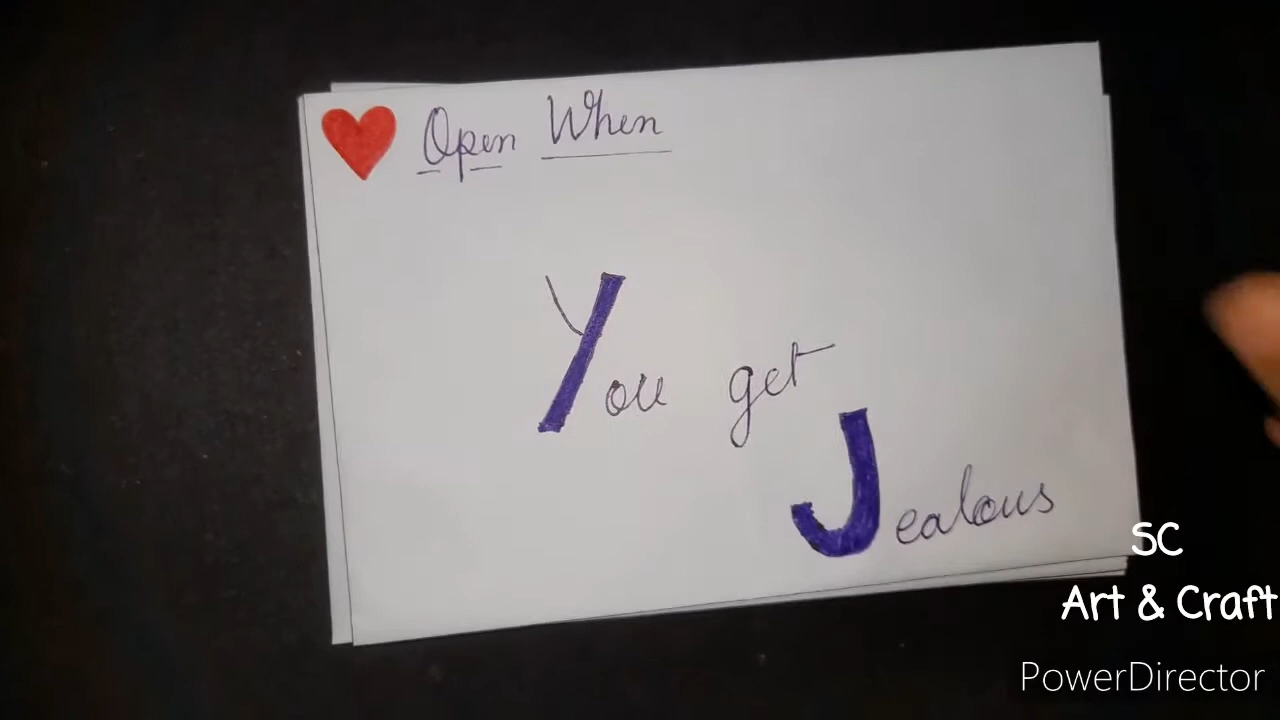 Open When
You get
Jealous
SC
Art & Craft
PowerDirector